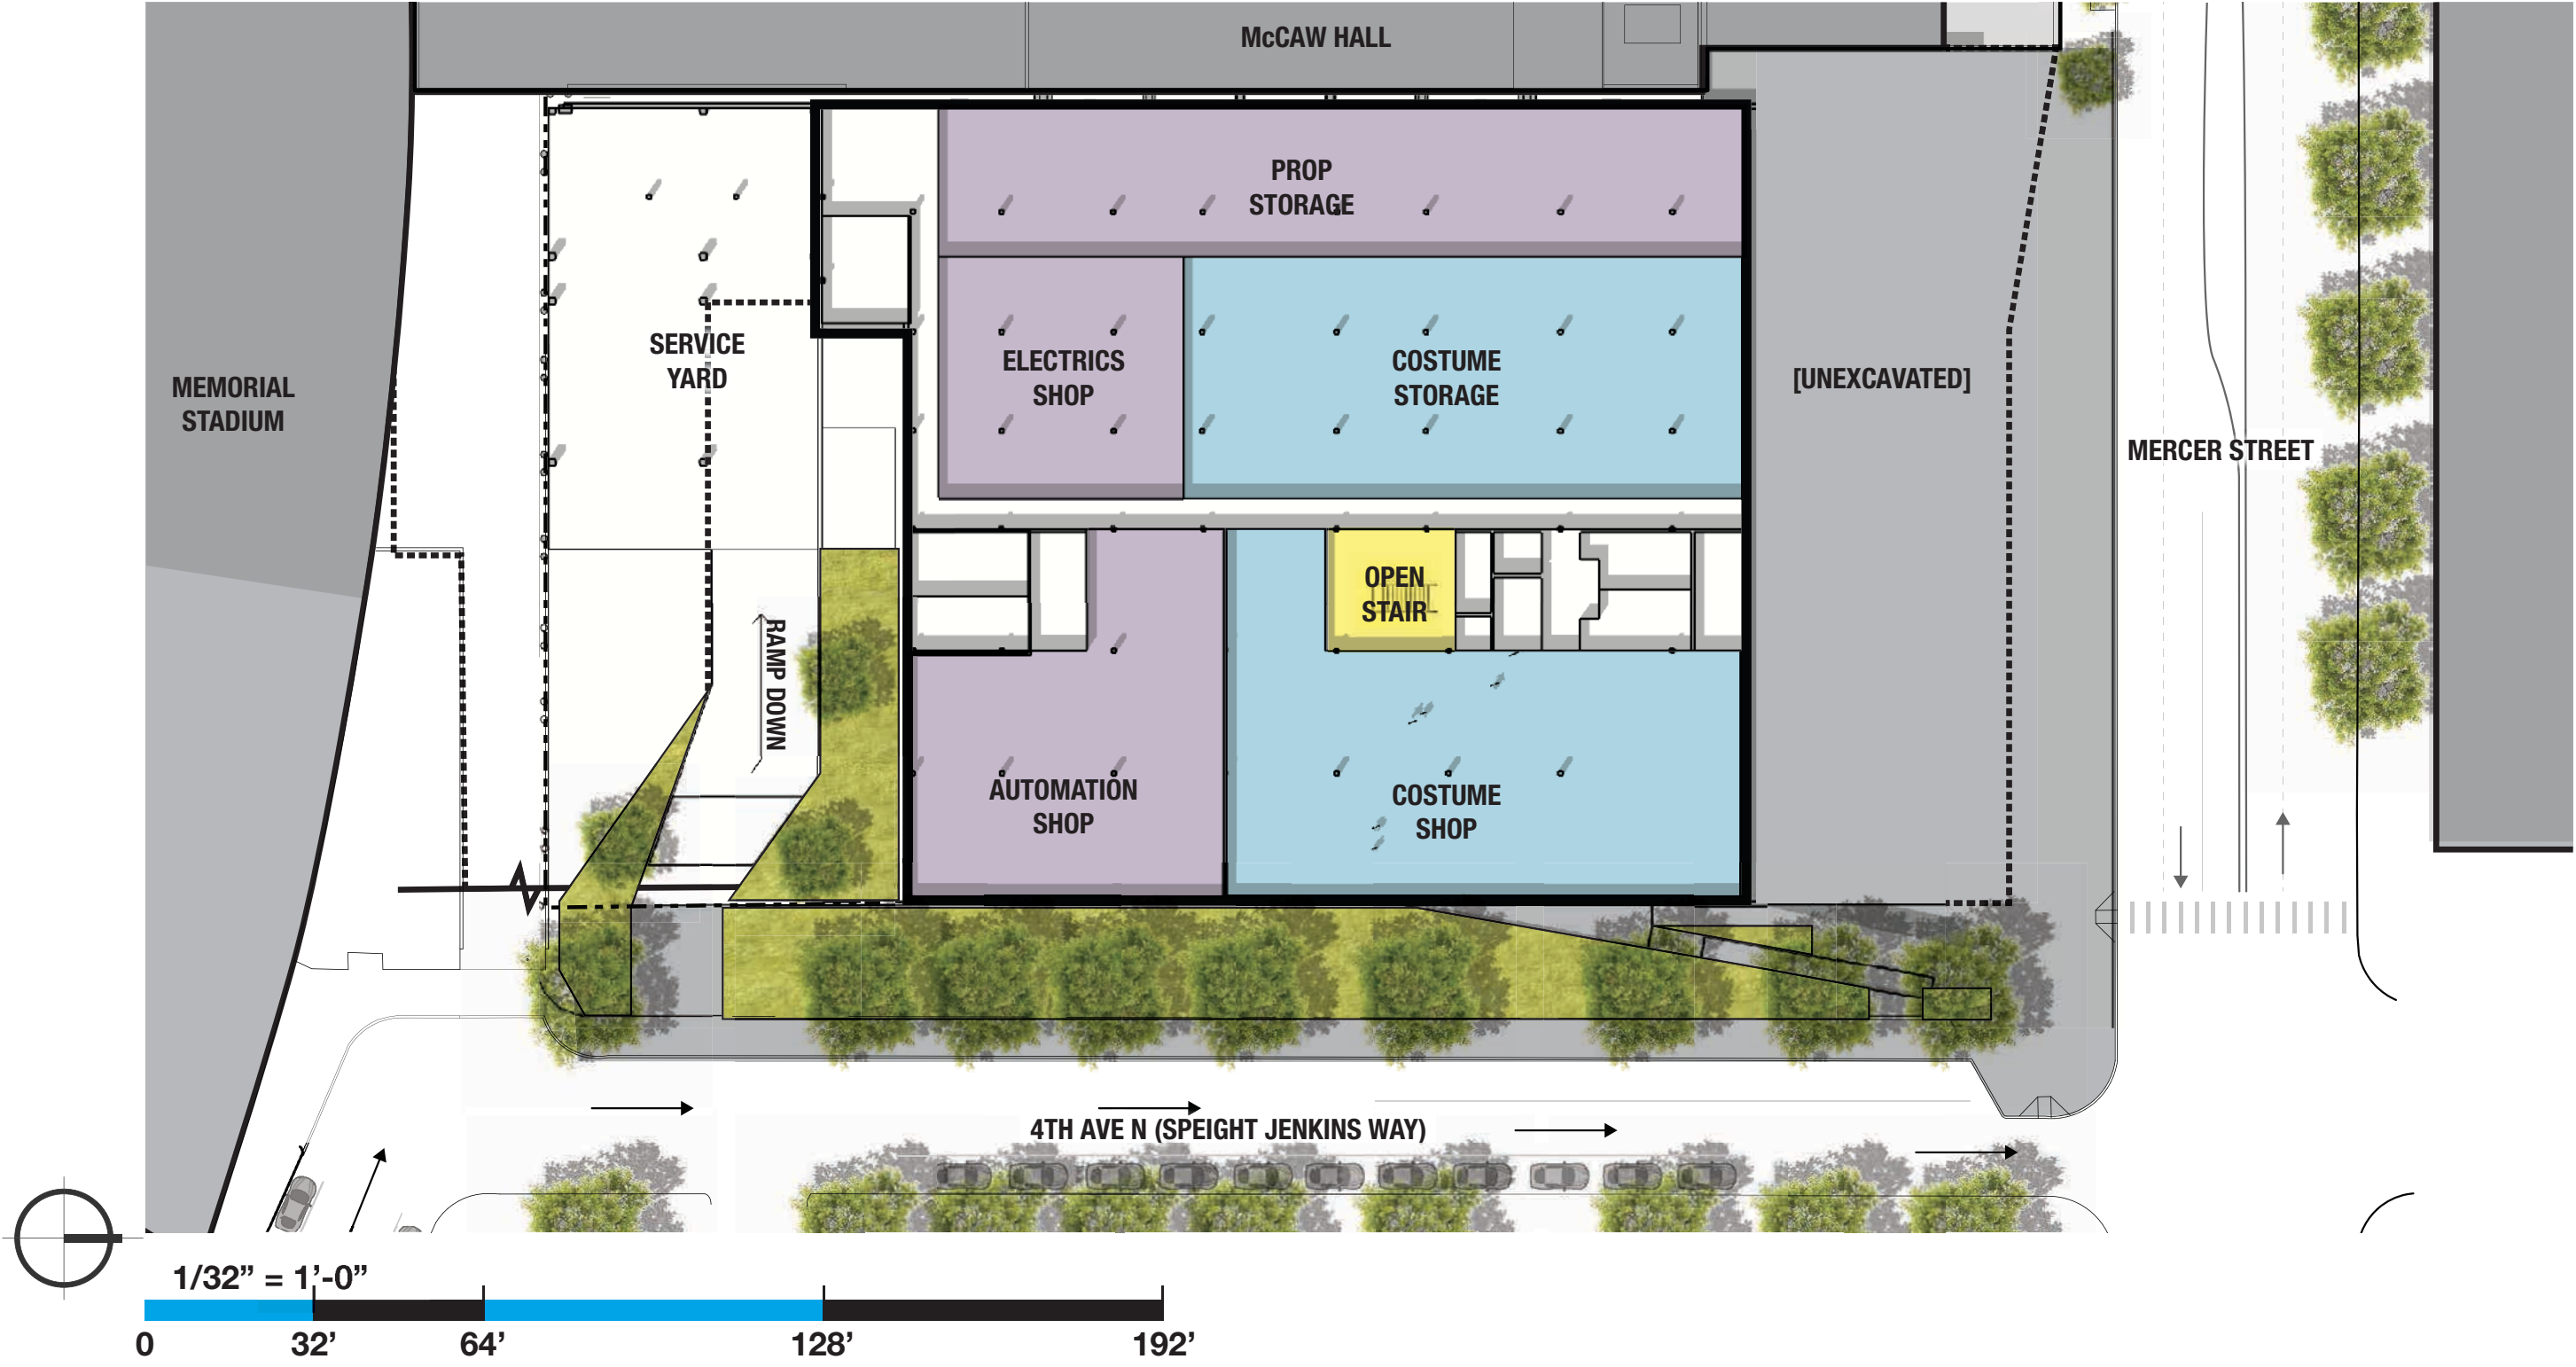 McCAW HALL
PROP
STORAGE
SERVICE
YARD
ELECTRICS
SHOP
COSTUME
STORAGE
[UNEXCAVATED]
MEMORIAL
STADIUM
MERCER STREET
OPEN
STAIR
RAMP DOWN
AUTOMATION
SHOP
COSTUME
SHOP
4TH AVE N (SPEIGHT JENKINS WAY)
1/32” = 1’-0”
0 32’ 64’ 128’ 192’